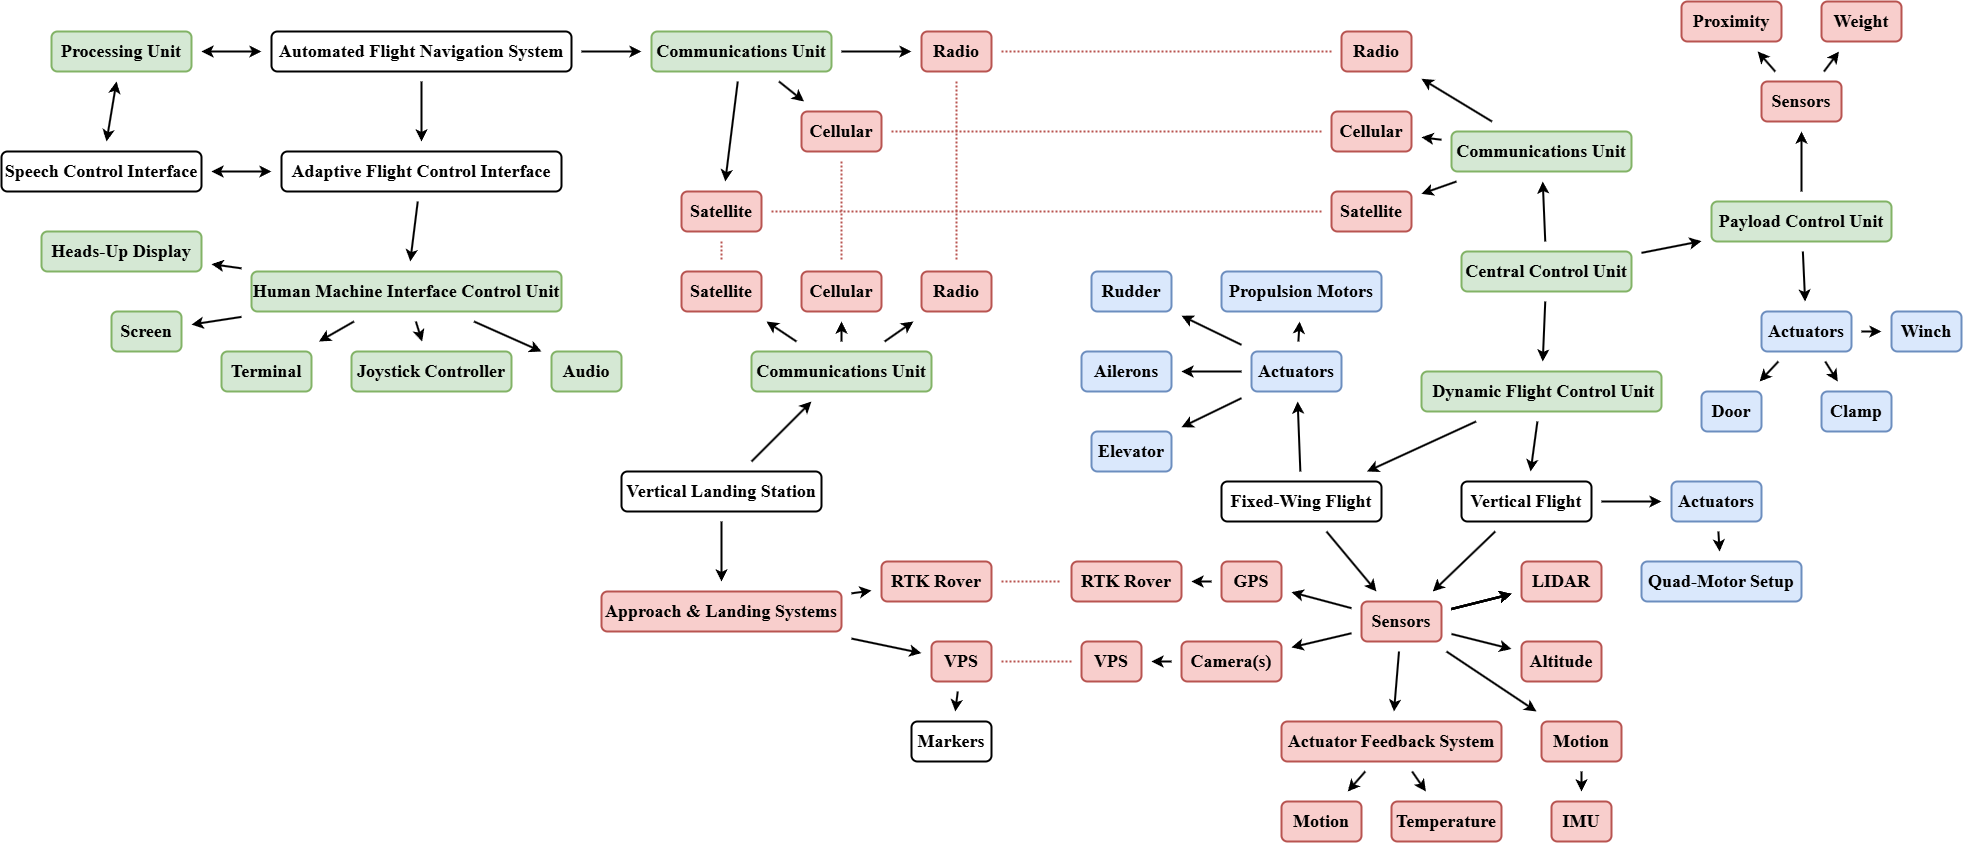 Proximity
Weight
Processing Unit
Automated Flight Navigation System
Communications Unit
Radio
Radio
Sensors
Cellular
Cellular
Communications Unit
Speech Control Interface
Adaptive Flight Control Interface
Satellite
Satellite
Payload Control Unit
Heads-Up Display
Central Control Unit
Human Machine Interface Control Unit
Satellite
Cellular
Radio
Rudder
Propulsion Motors
Screen
Actuators
Winch
Terminal
Joystick Controller
Audio
Communications Unit
Ailerons
Actuators
Dynamic Flight Control Unit
Door
Clamp
Elevator
Vertical Landing Station
Fixed-Wing Flight
Vertical Flight
Actuators
RTK Rover
RTK Rover
GPS
LIDAR
Quad-Motor Setup
Approach & Landing Systems
Sensors
VPS
VPS
Camera(s)
Altitude
Markers
Actuator Feedback System
Motion
Motion
Temperature
IMU